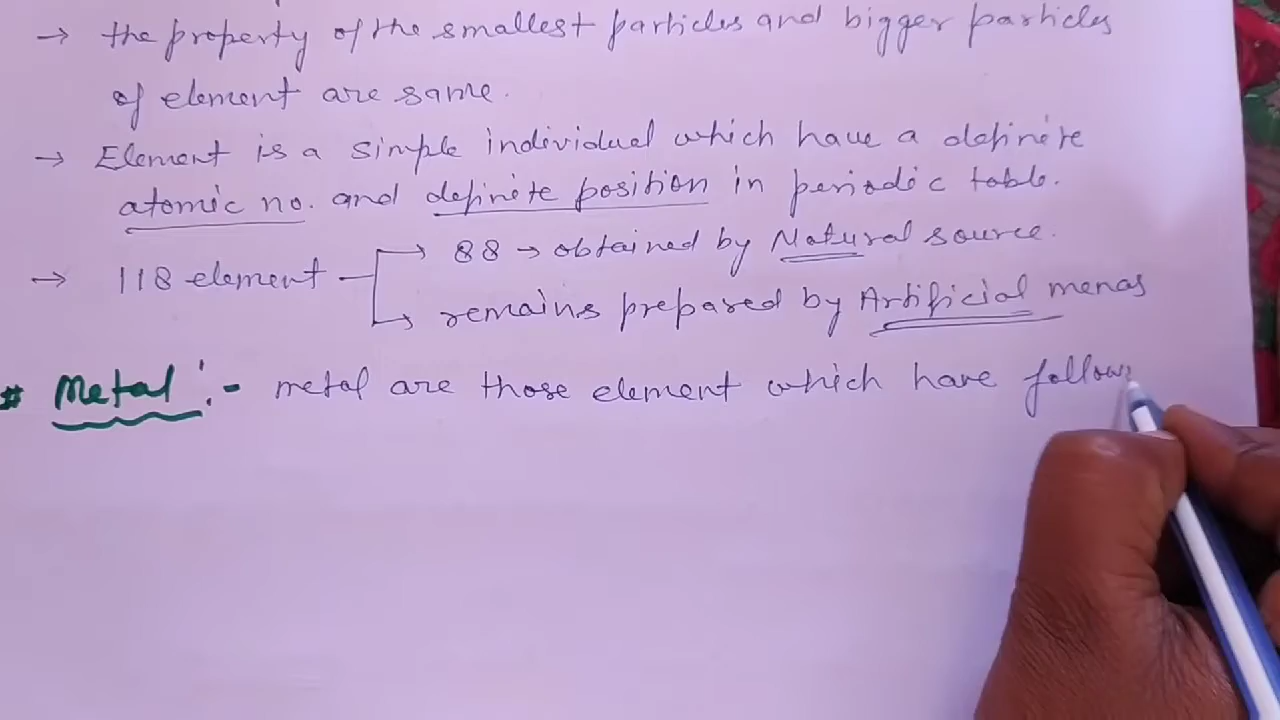 → the property of the smallest particles and bigger particles
of element are same.
→ Element is a simple individual which have a definite
atomic no. and definite position in periodic table.
→ 118 element → 88 → obtained by Natural source.
→ remains prepared by Artificial menas
# Metal :- metal are those element which have follow